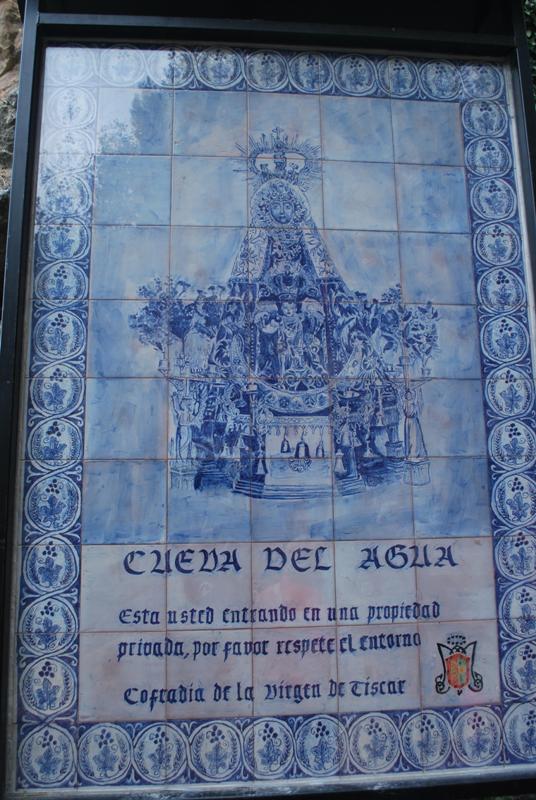 CUEVA DEL AGUA
Esta usted entrando en una propiedad
privada, por favor respete el entorno
Cofradia de la Virgen de Tiscar